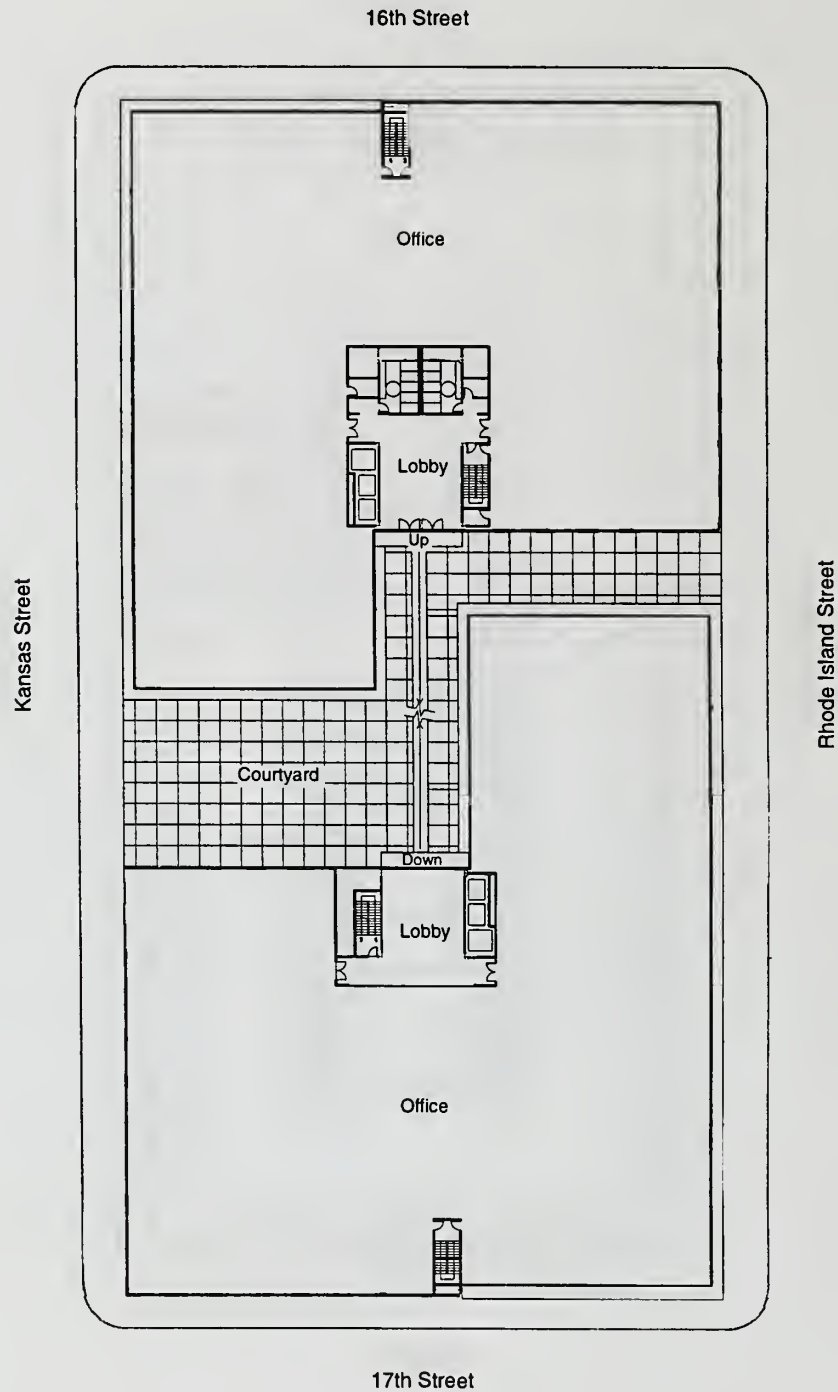 16th Street
Office
Lobby
Up
Kansas Street
Rhode Island Street
Courtyard
Down
Lobby
Office
17th Street